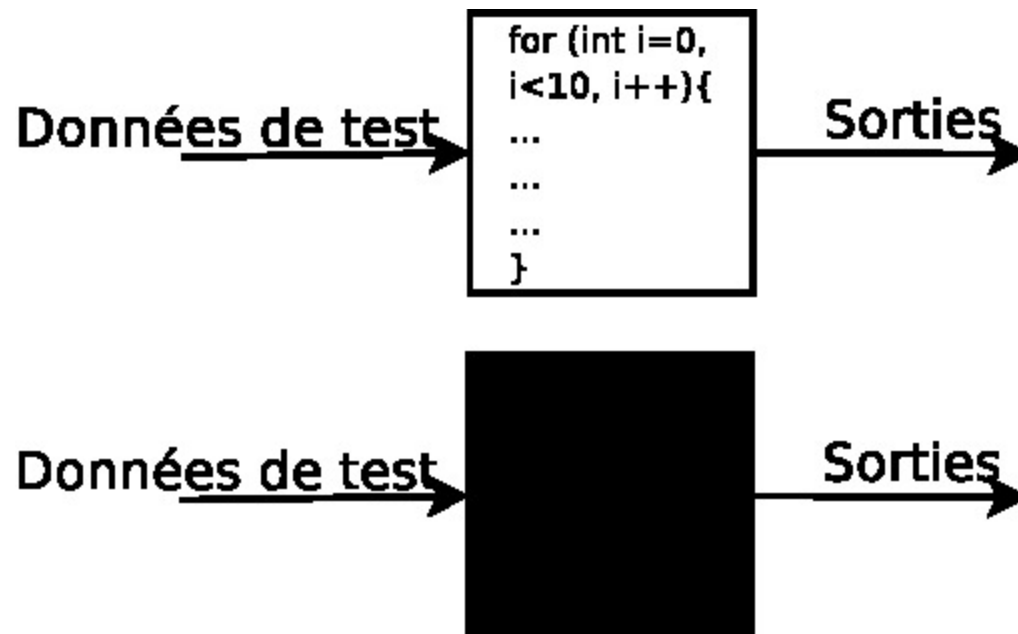 Données de test
for (int i=0,
i<10, i++){
...
...
...
}
Sorties
Données de test
Sorties